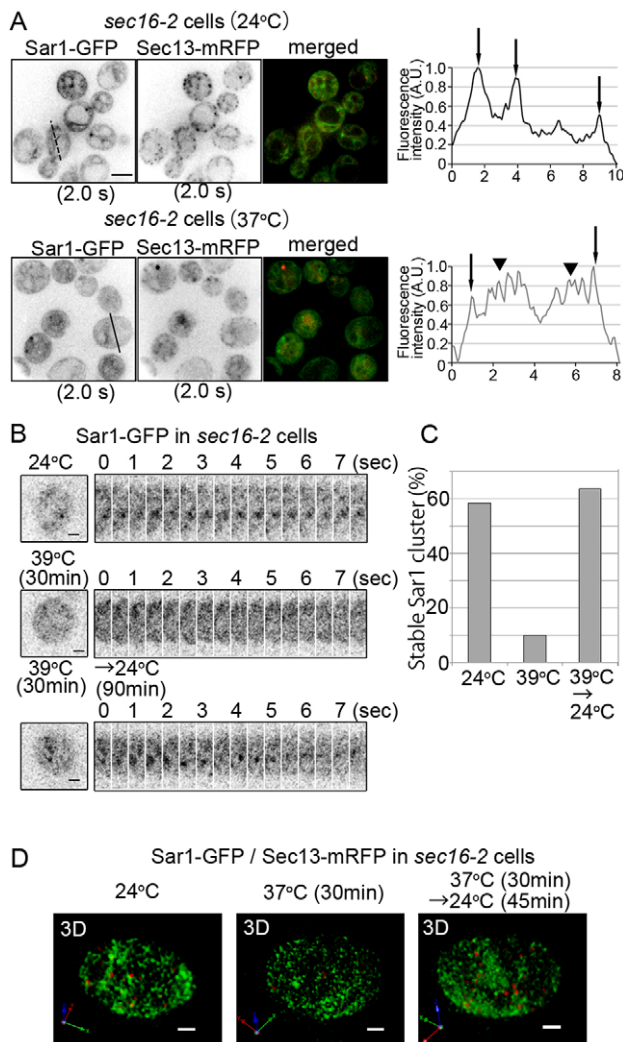 A
sec16-2 cells (24°C)
Sar1-GFP Sec13-mRFP merged
(2.0 s) (2.0 s)
Fluorescence intensity (A.U.)
1.0
0.8
0.6
0.4
0.2
0
0 2 4 6 8 10
sec16-2 cells (37°C)
Sar1-GFP Sec13-mRFP merged
(2.0 s) (2.0 s)
Fluorescence intensity (A.U.)
1.0
0.8
0.6
0.4
0.2
0
0 2 4 6 8
B
Sar1-GFP in sec16-2 cells
24°C
0 1 2 3 4 5 6 7 (sec)
39°C
(30min)
0 1 2 3 4 5 6 7 (sec)
39°C →24°C
(30min) (90min)
0 1 2 3 4 5 6 7 (sec)
C
Stable Sar1 cluster (%)
60
40
20
0
24°C 39°C 39°C
→
24°C
D
Sar1-GFP / Sec13-mRFP in sec16-2 cells
24°C
37°C (30min)
37°C (30min)
→24°C (45min)
3D
3D
3D